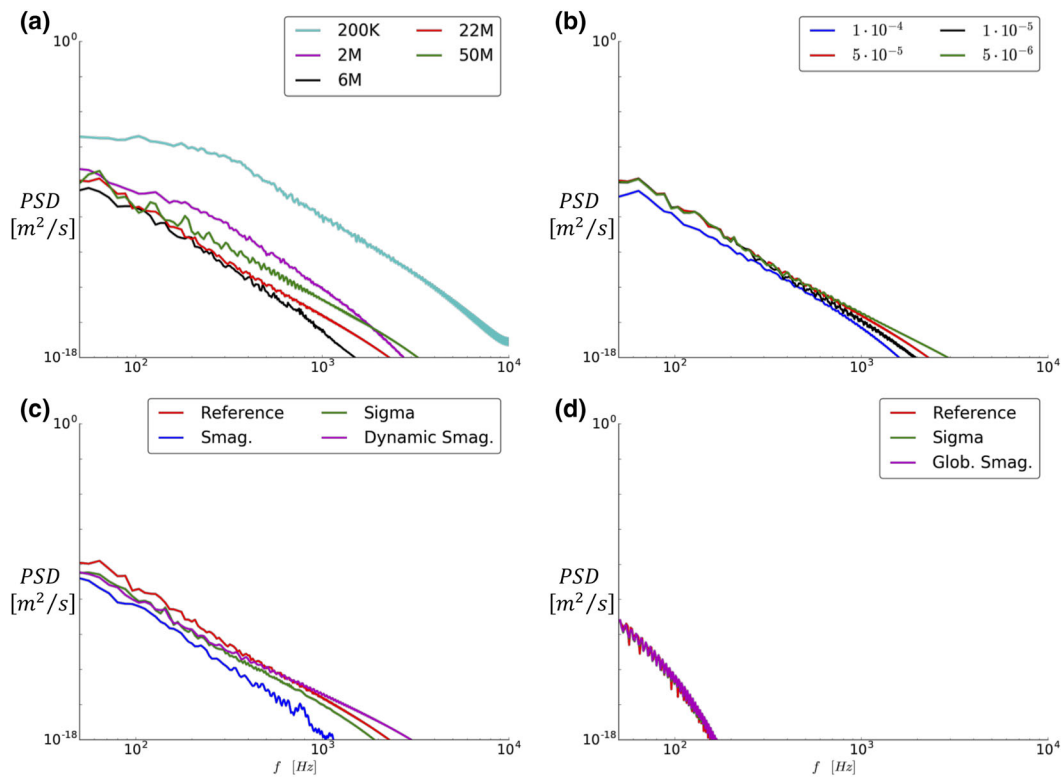 (a)
200K
2M
6M
22M
50M
10^0
PSD
[m^2/s]
10^-18
10^2
10^3
10^4
(b)
1 · 10^-4
5 · 10^-5
1 · 10^-5
5 · 10^-6
10^0
PSD
[m^2/s]
10^-18
10^2
10^3
10^4
(c)
Reference
Smag.
Sigma
Dynamic Smag.
10^0
PSD
[m^2/s]
10^-18
10^2
10^3
10^4
f [Hz]
(d)
Reference
Sigma
Glob. Smag.
10^0
PSD
[m^2/s]
10^-18
10^2
10^3
10^4
f [Hz]